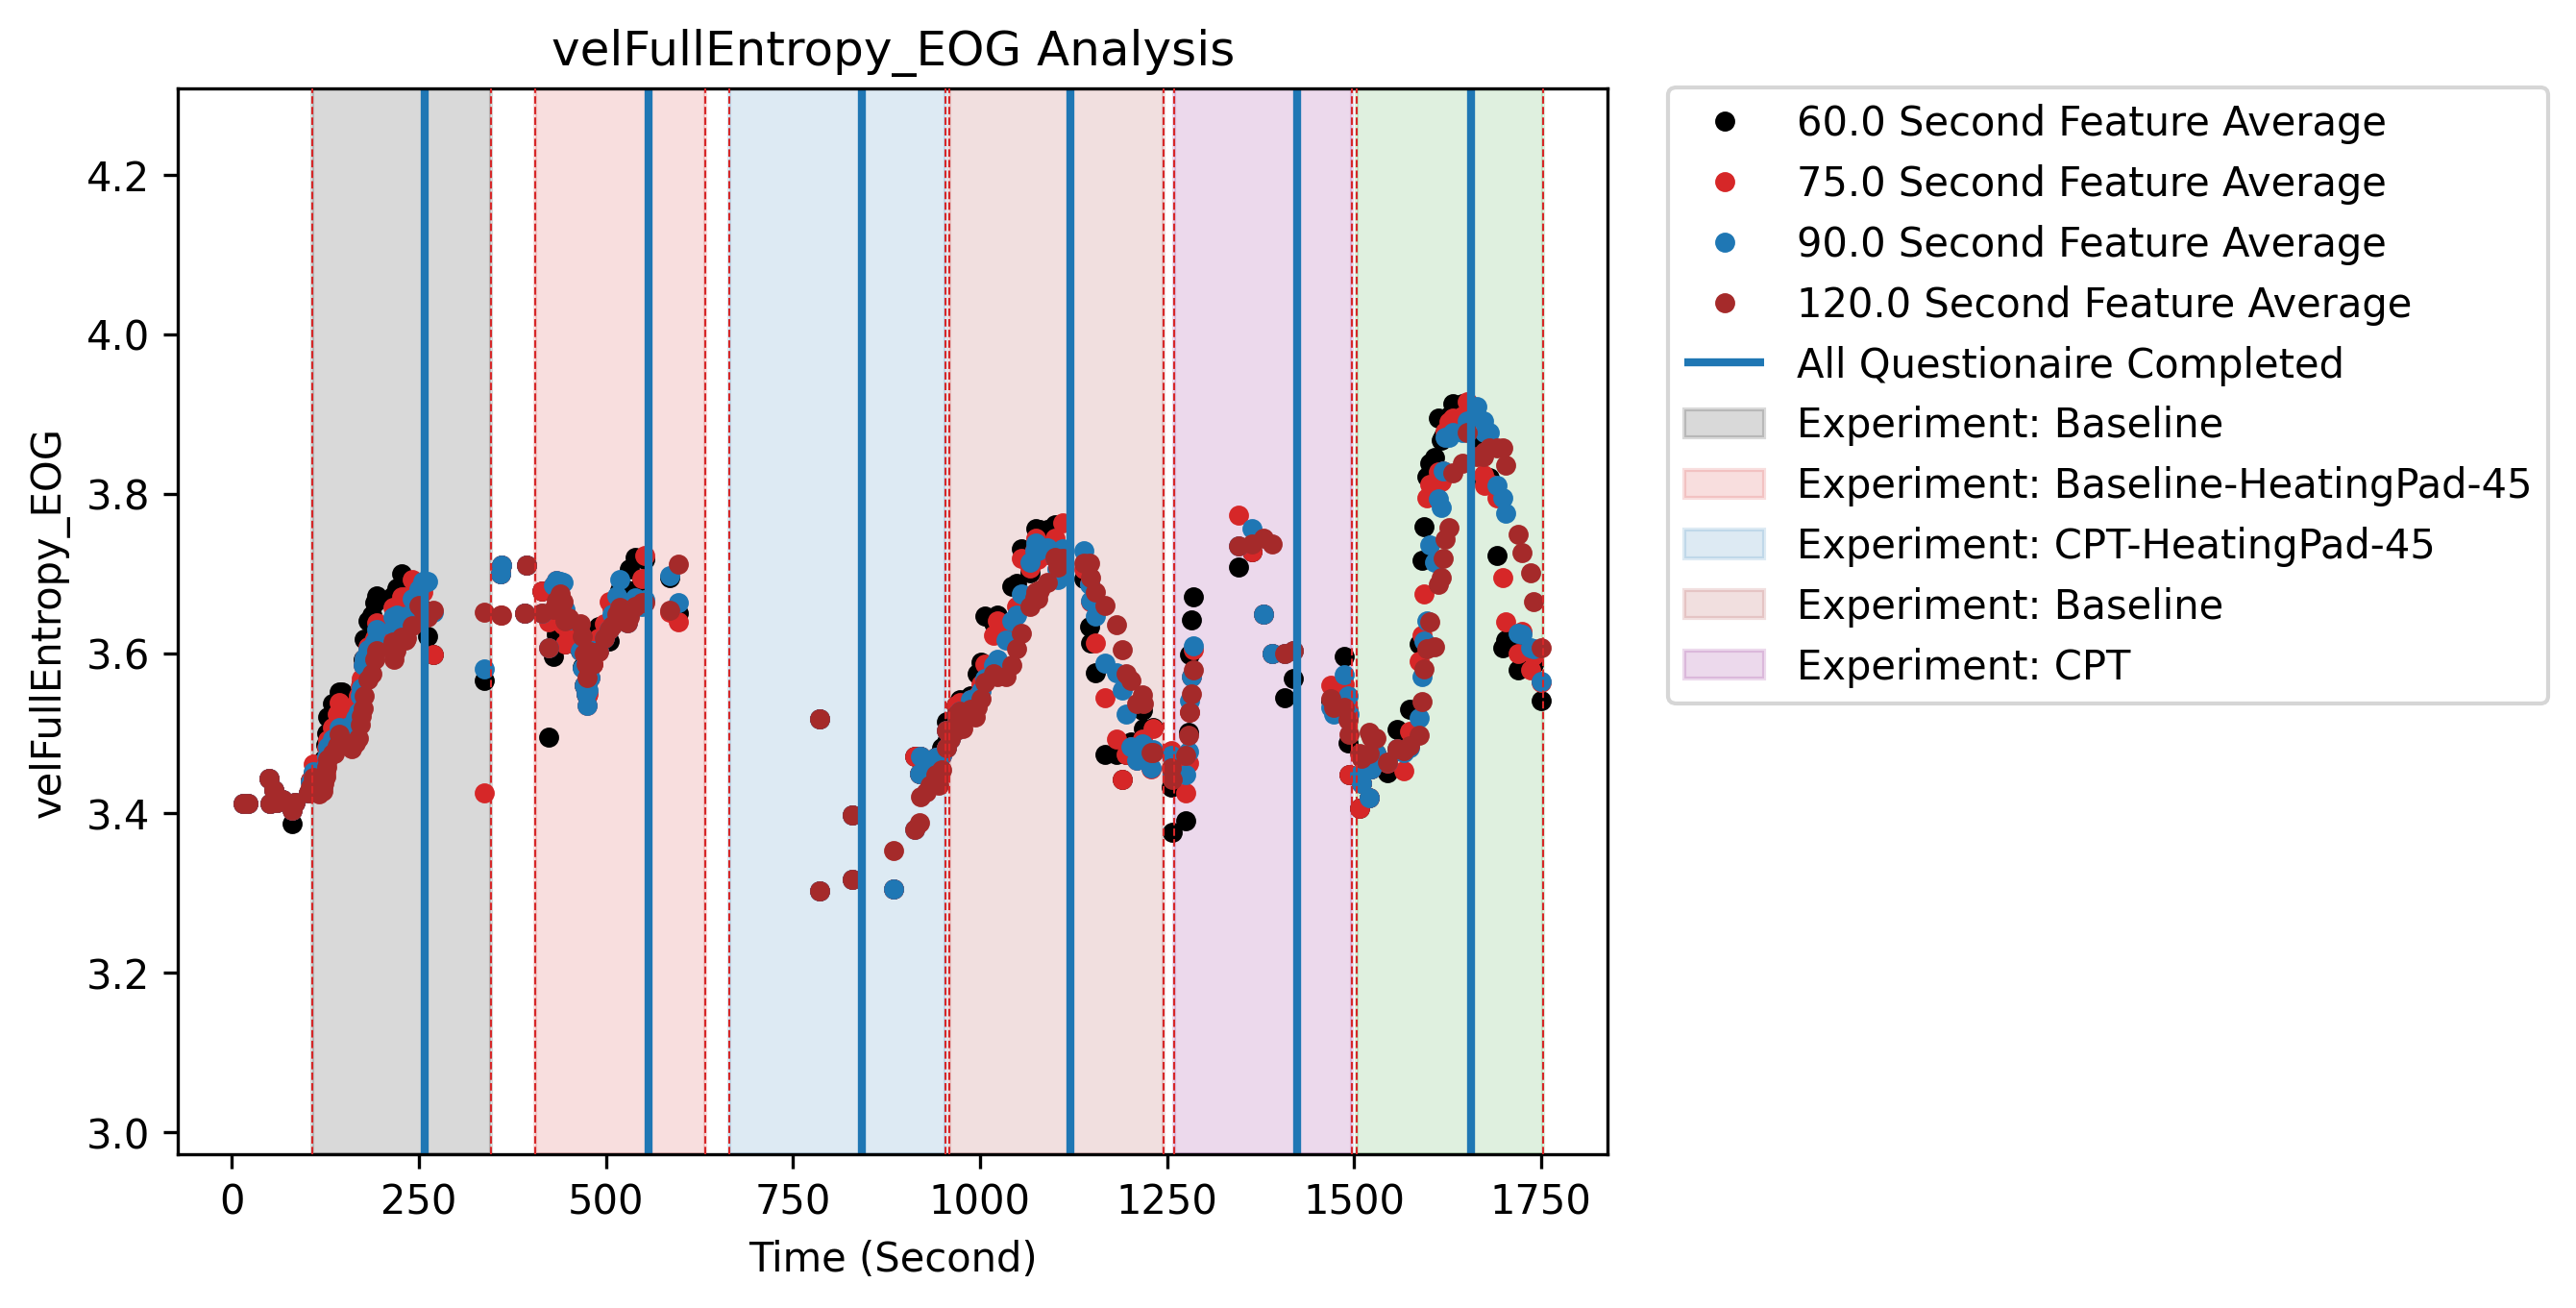 velFullEntropy_EOG Analysis
velFullEntropy_EOG
4.2
4.0
3.8
3.6
3.4
3.2
3.0
0 250 500 750 1000 1250 1500 1750
Time (Second)
60.0 Second Feature Average
75.0 Second Feature Average
90.0 Second Feature Average
120.0 Second Feature Average
All Questionaire Completed
Experiment: Baseline
Experiment: Baseline-HeatingPad-45
Experiment: CPT-HeatingPad-45
Experiment: Baseline
Experiment: CPT